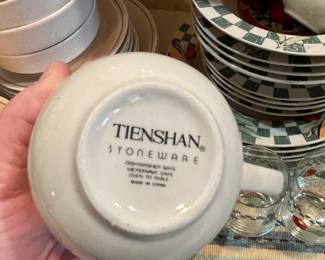 TIENSHAN®
STONEWARE
DISHWASHER SAFE
MICROWAVE SAFE
OVEN TO TABLE
MADE IN CHINA